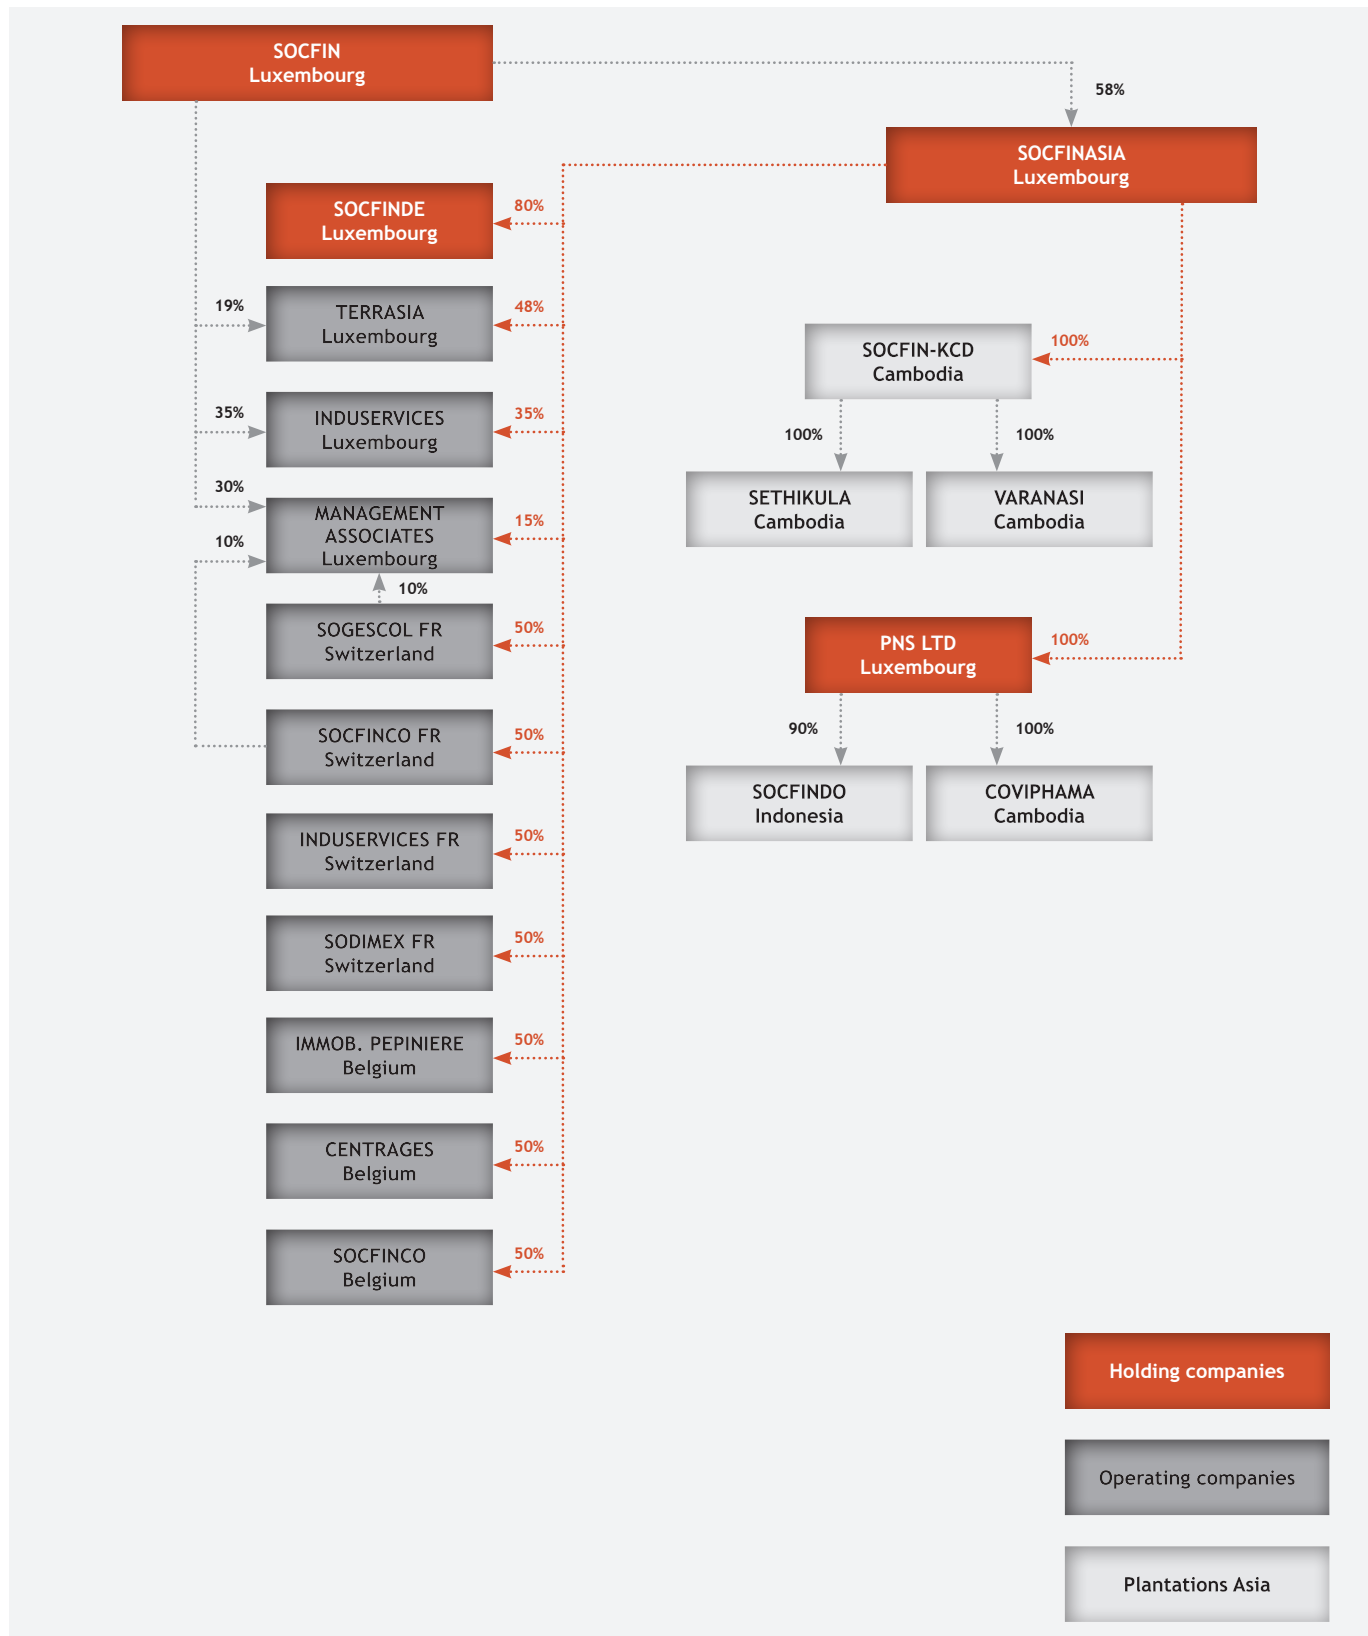 SOCFIN
Luxembourg
58%
SOCFINASIA
Luxembourg
SOCFINDE
Luxembourg
80%
19%
TERRASIA
Luxembourg
48%
35%
INDUSERVICES
Luxembourg
35%
30%
10%
MANAGEMENT
ASSOCIATES
Luxembourg
15%
10%
SOGESCOL FR
Switzerland
50%
SOCFINCO FR
Switzerland
50%
INDUSERVICES FR
Switzerland
50%
SODIMEX FR
Switzerland
50%
IMMOB. PEPINIERE
Belgium
50%
CENTRAGES
Belgium
50%
SOCFINCO
Belgium
50%
SOCFIN-KCD
Cambodia
100%
100%
100%
SETHIKULA
Cambodia
VARANASI
Cambodia
PNS LTD
Luxembourg
100%
90%
100%
SOCFINDO
Indonesia
COVIPHAMA
Cambodia
Holding companies
Operating companies
Plantations Asia